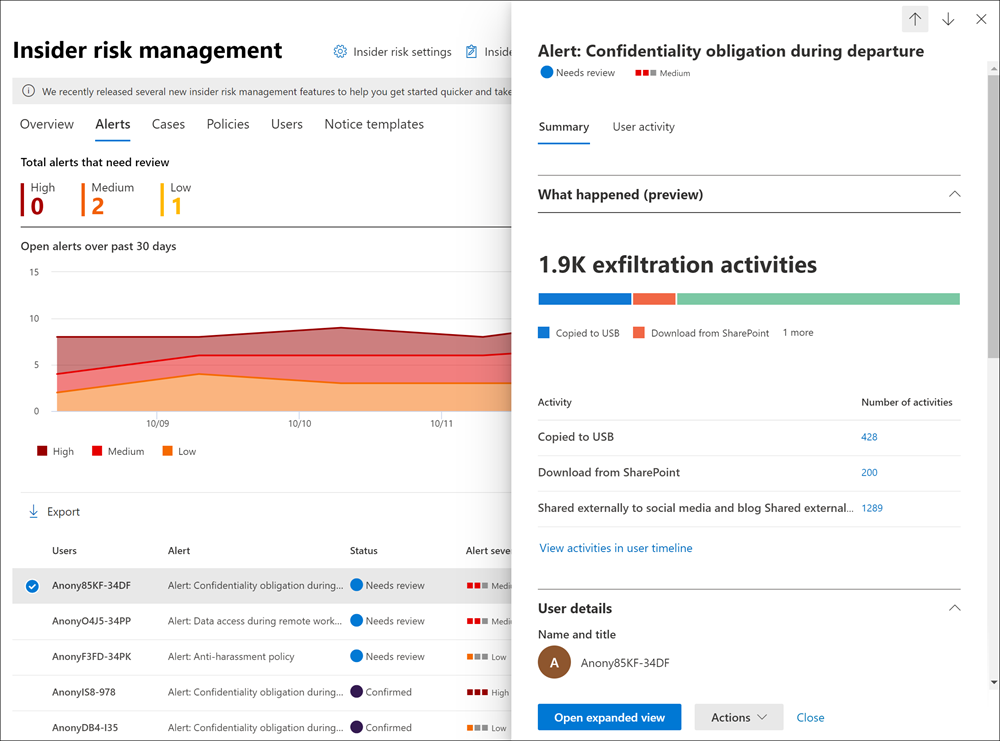 Insider risk management
Insider risk settings
We recently released several new insider risk management features to help you get started quicker and take
Overview Alerts Cases Policies Users Notice templates
Total alerts that need review
High Medium Low
0 2 1
Open alerts over past 30 days
15
10
5
0
10/09 10/10 10/11
High Medium Low
Export
Users Alert Status Alert seve
Anony85KF-34DF Alert: Confidentiality obligation during... Needs review Medi
AnonyO4J5-34PP Alert: Data access during remote work... Needs review Medi
AnonyF3FD-34PK Alert: Anti-harassment policy Needs review Low
AnonyIS8-978 Alert: Confidentiality obligation during... Confirmed High
AnonyDB4-I35 Alert: Confidentiality obligation during... Confirmed Low
Alert: Confidentiality obligation during departure
Needs review Medium
Summary User activity
What happened (preview)
1.9K exfiltration activities
Copied to USB Download from SharePoint 1 more
Activity Number of activities
Copied to USB 428
Download from SharePoint 200
Shared externally to social media and blog Shared external... 1289
View activities in user timeline
User details
Name and title
A Anony85KF-34DF
Open expanded view Actions Close